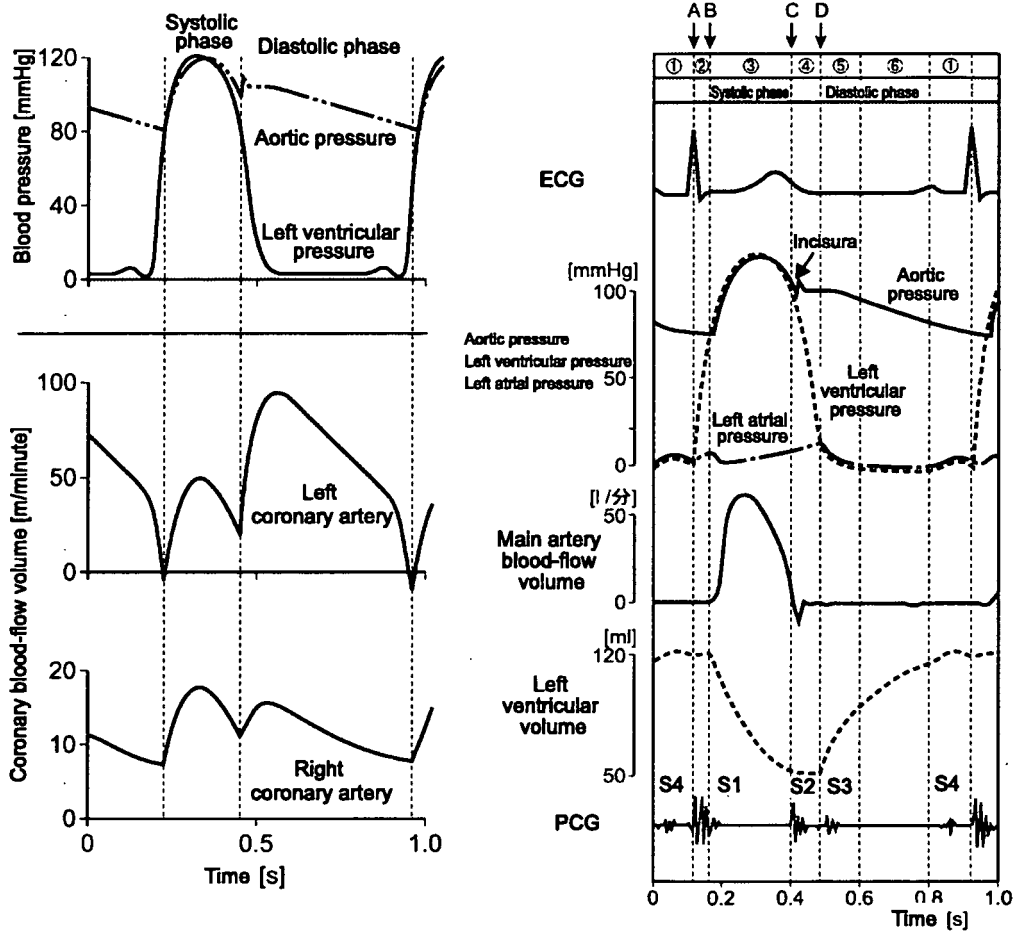 Systolic
phase
Diastolic phase
Blood pressure [mmHg]
120
80
40
0
Aortic pressure
Left ventricular
pressure
Coronary blood-flow volume [m/minute]
100
50
0
Left
coronary artery
20
10
0
Right
coronary artery
0
0.5
1.0
Time [s]
A
B
C
D
①
②
③
④
⑤
⑥
①
Systolic phase
Diastolic phase
ECG
Incisura
[mmHg]
100
50
0
Aortic
pressure
Aortic pressure
Left ventricular pressure
Left atrial pressure
Left
ventricular
pressure
Left atrial
pressure
[l /分]
50
0
Main artery
blood-flow
volume
[ml]
120
50
Left
ventricular
volume
S4
S1
S2
S3
S4
PCG
0
0.2
0.4
0.6
0.8
1.0
Time [s]